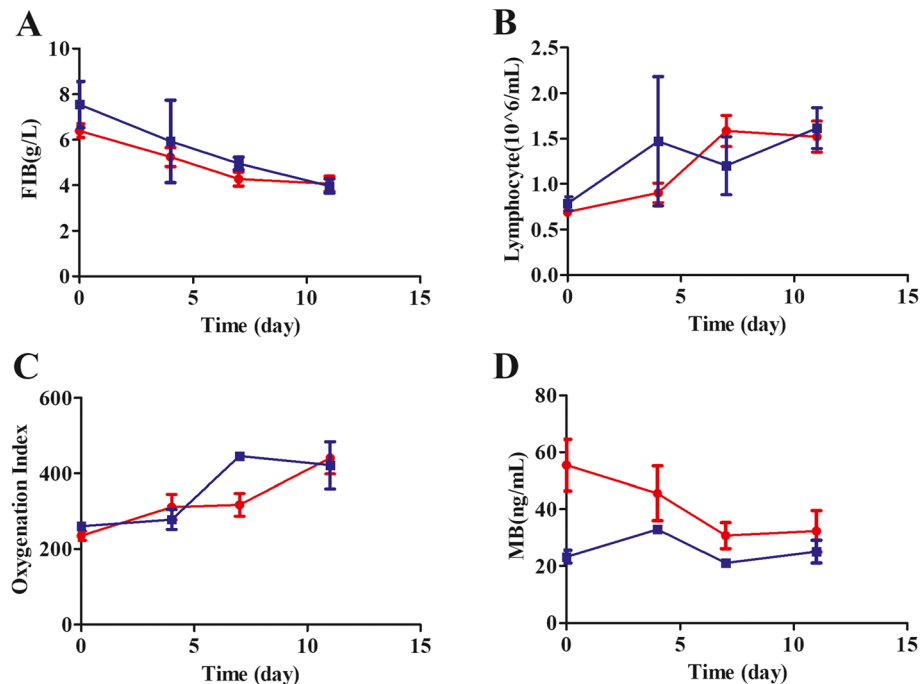 A
FIB(g/L)
10
8
6
4
2
0
0 5 10 15
Time (day)
B
Lymphocyte(10^6/mL)
2.5
2.0
1.5
1.0
0.5
0.0
0 5 10 15
Time (day)
C
Oxygenation Index
600
400
200
0
0 5 10 15
Time (day)
D
MB(ng/mL)
80
60
40
20
0
0 5 10 15
Time (day)